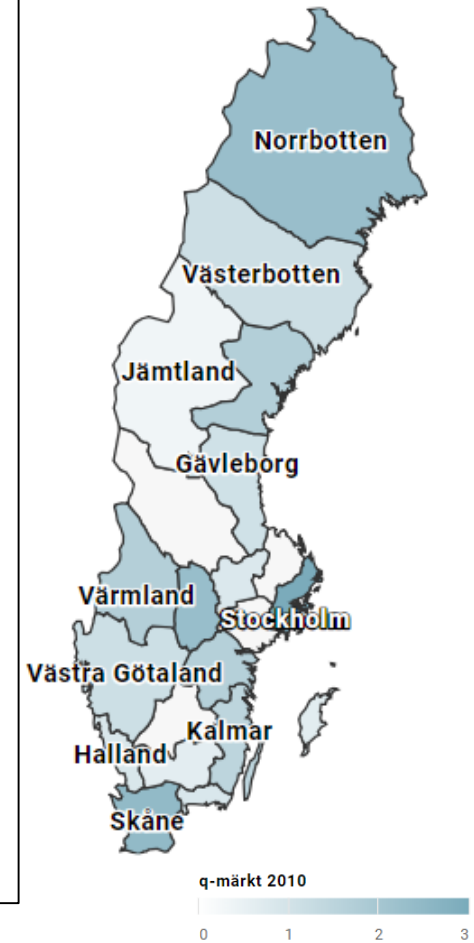 Norrbotten
Västerbotten
Jämtland
Gävleborg
Värmland
Stockholm
Västra Götaland
Kalmar
Halland
Skåne
q-märkt 2010
0 1 2 3